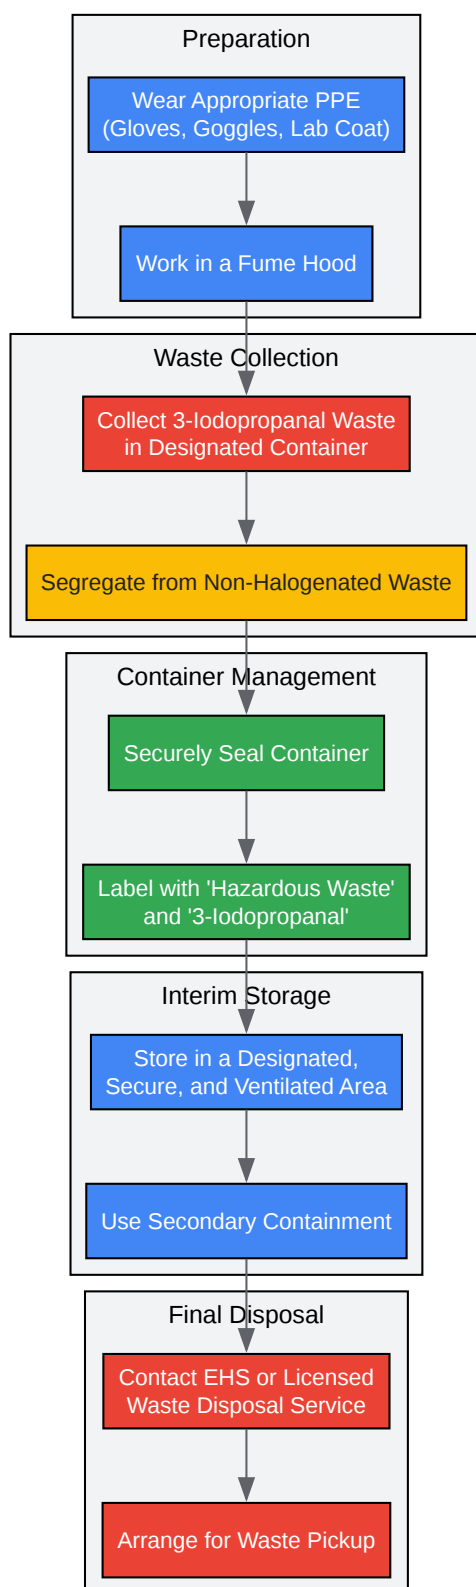 Preparation
Wear Appropriate PPE
(Gloves, Goggles, Lab Coat)
Work in a Fume Hood
Waste Collection
Collect 3-Iodopropanal Waste
in Designated Container
Segregate from Non-Halogenated Waste
Container Management
Securely Seal Container
Label with 'Hazardous Waste'
and '3-Iodopropanal'
Interim Storage
Store in a Designated,
Secure, and Ventilated Area
Use Secondary Containment
Final Disposal
Contact EHS or Licensed
Waste Disposal Service
Arrange for Waste Pickup